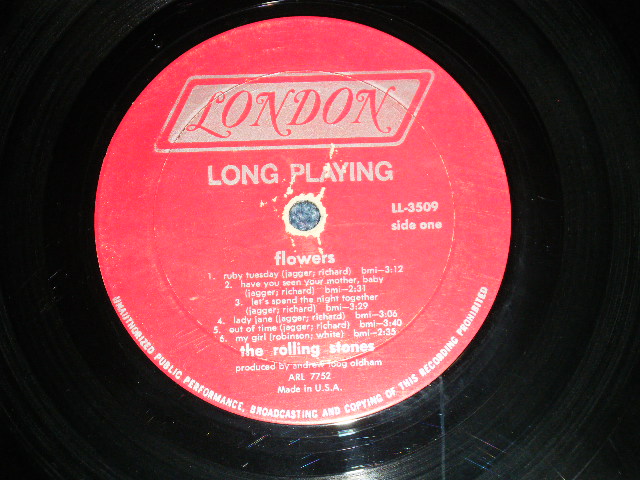 LONDON
LONG PLAYING
LL-3509
side one
flowers
1. ruby tuesday (jagger; richard) bmi—3:12
2. have you seen your mother, baby
(jagger; richard) bmi—2:31
3. let's spend the night together
(jagger; richard) bmi—3:29
4. lady jane (jagger; richard) bmi—3:06
5. out of time (jagger; richard) bmi—3:40
6. my girl (robinson; white) bmi—2:35
the rolling stones
produced by andrew loog oldham
ARL 7752
Made in U.S.A.
UNAUTHORIZED PUBLIC PERFORMANCE, BROADCASTING AND COPYING OF THIS RECORDING PROHIBITED